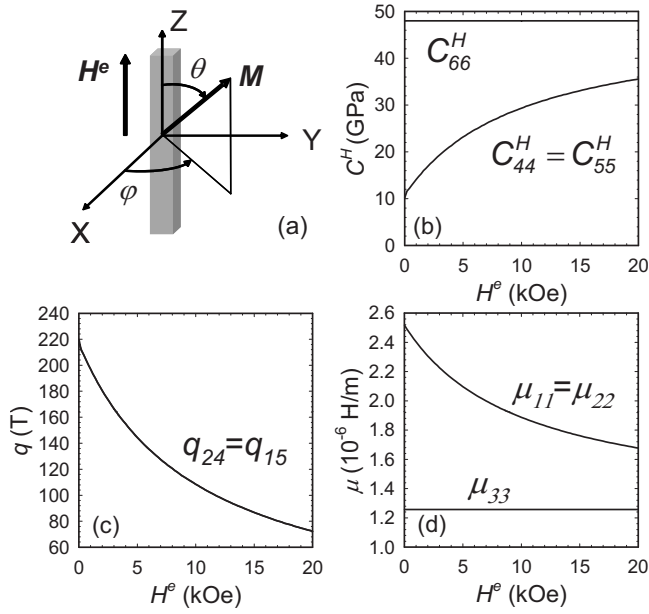 Z
H^e
θ
M
Y
φ
X
(a)
50
40
30
20
10
0
C^H (GPa)
C^H_66
C^H_44 = C^H_55
(b)
0 5 10 15 20
H^e (kOe)
240
220
200
180
160
140
120
100
80
60
q (T)
q_24=q_15
(c)
0 5 10 15 20
H^e (kOe)
2.6
2.4
2.2
2.0
1.8
1.6
1.4
1.2
1.0
μ (10^-6 H/m)
μ_11=μ_22
μ_33
(d)
0 5 10 15 20
H^e (kOe)